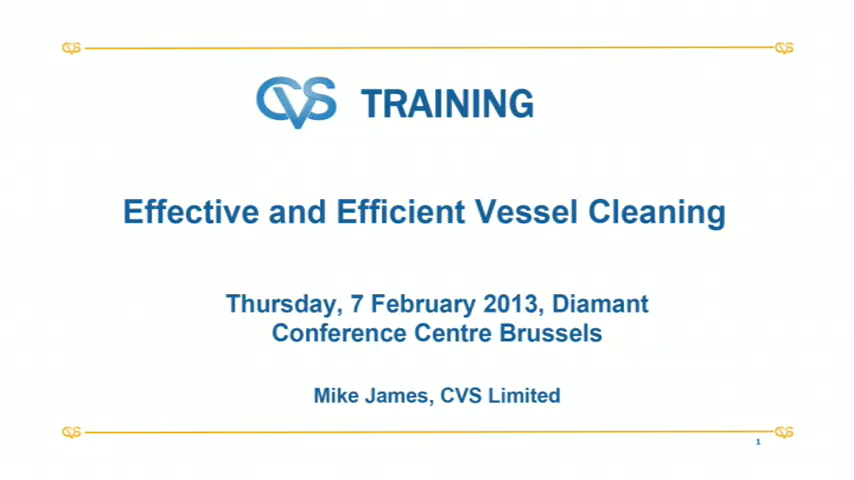 CVS CVS
CVS TRAINING
Effective and Efficient Vessel Cleaning
Thursday, 7 February 2013, Diamant
Conference Centre Brussels
Mike James, CVS Limited
CVS CVS
1